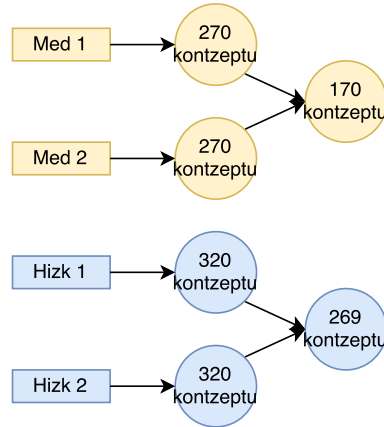 Med 1
270
kontzeptu
170
kontzeptu
Med 2
270
kontzeptu
Hizk 1
320
kontzeptu
269
kontzeptu
Hizk 2
320
kontzeptu